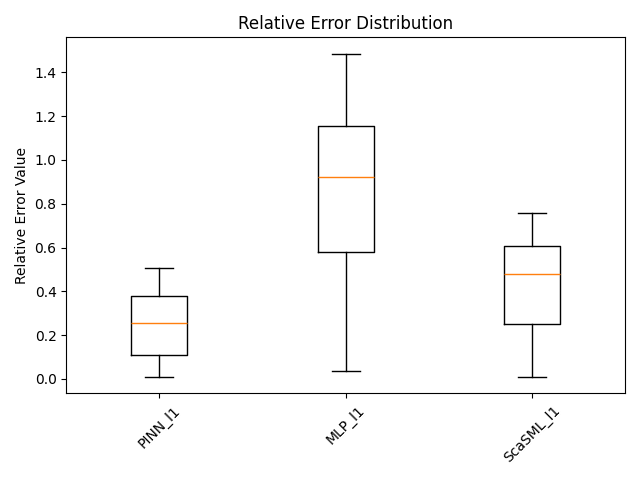 Relative Error Distribution
Relative Error Value
1.4
1.2
1.0
0.8
0.6
0.4
0.2
0.0
PINN_l1
MLP_l1
ScaSML_l1